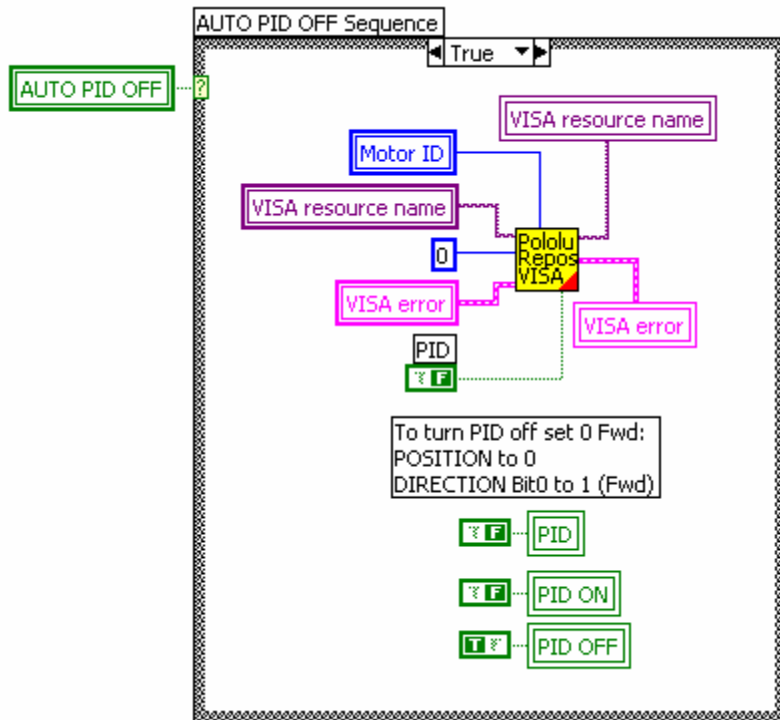 AUTO PID OFF Sequence
True
AUTO PID OFF
?
VISA resource name
Motor ID
VISA resource name
Pololu
Repos
VISA
0
VISA error
VISA error
PID
F
To turn PID off set 0 Fwd:
POSITION to 0
DIRECTION Bit0 to 1 (Fwd)
F PID
F PID ON
T PID OFF